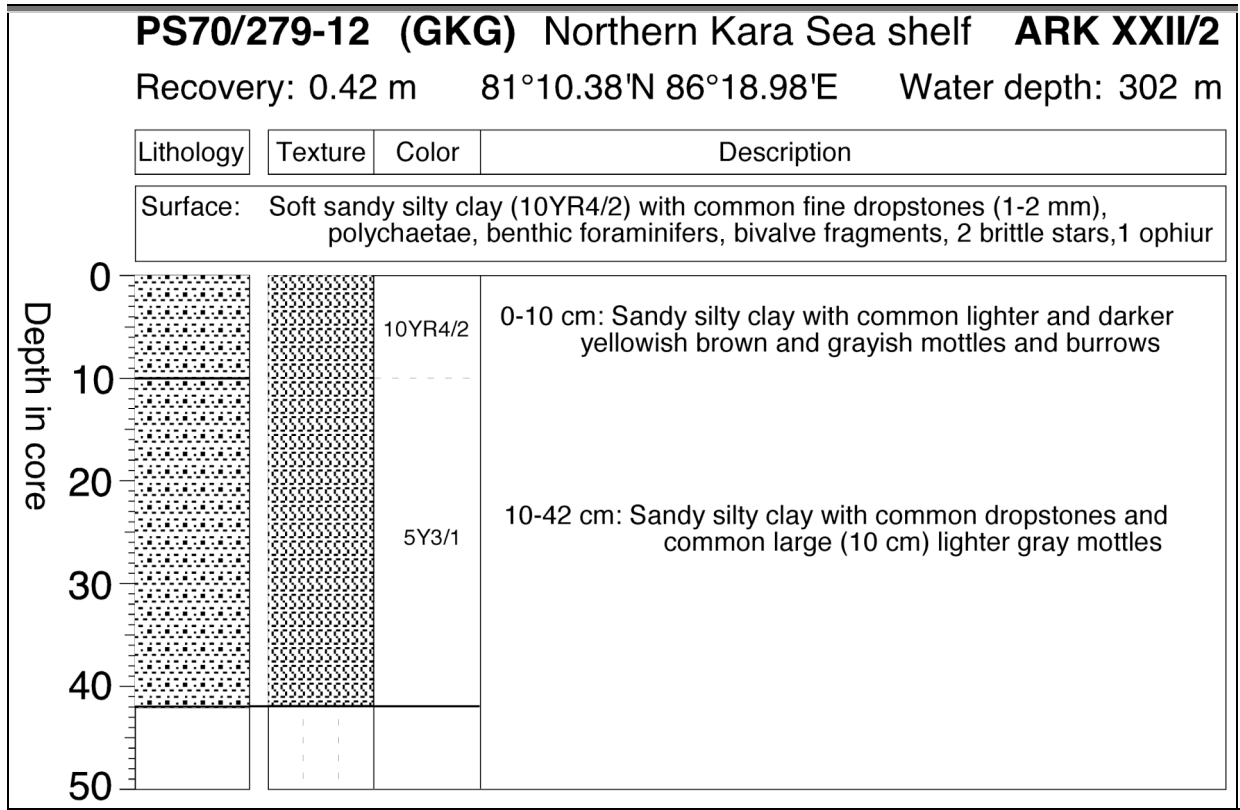 PS70/279-12 (GKG) Northern Kara Sea shelf ARK XXII/2
Recovery: 0.42 m 81°10.38'N 86°18.98'E Water depth: 302 m
Lithology Texture Color Description
Surface: Soft sandy silty clay (10YR4/2) with common fine dropstones (1-2 mm),
polychaetae, benthic foraminifers, bivalve fragments, 2 brittle stars,1 ophiur
Depth in core
0
10
20
30
40
50
10YR4/2
0-10 cm: Sandy silty clay with common lighter and darker
yellowish brown and grayish mottles and burrows
5Y3/1
10-42 cm: Sandy silty clay with common dropstones and
common large (10 cm) lighter gray mottles